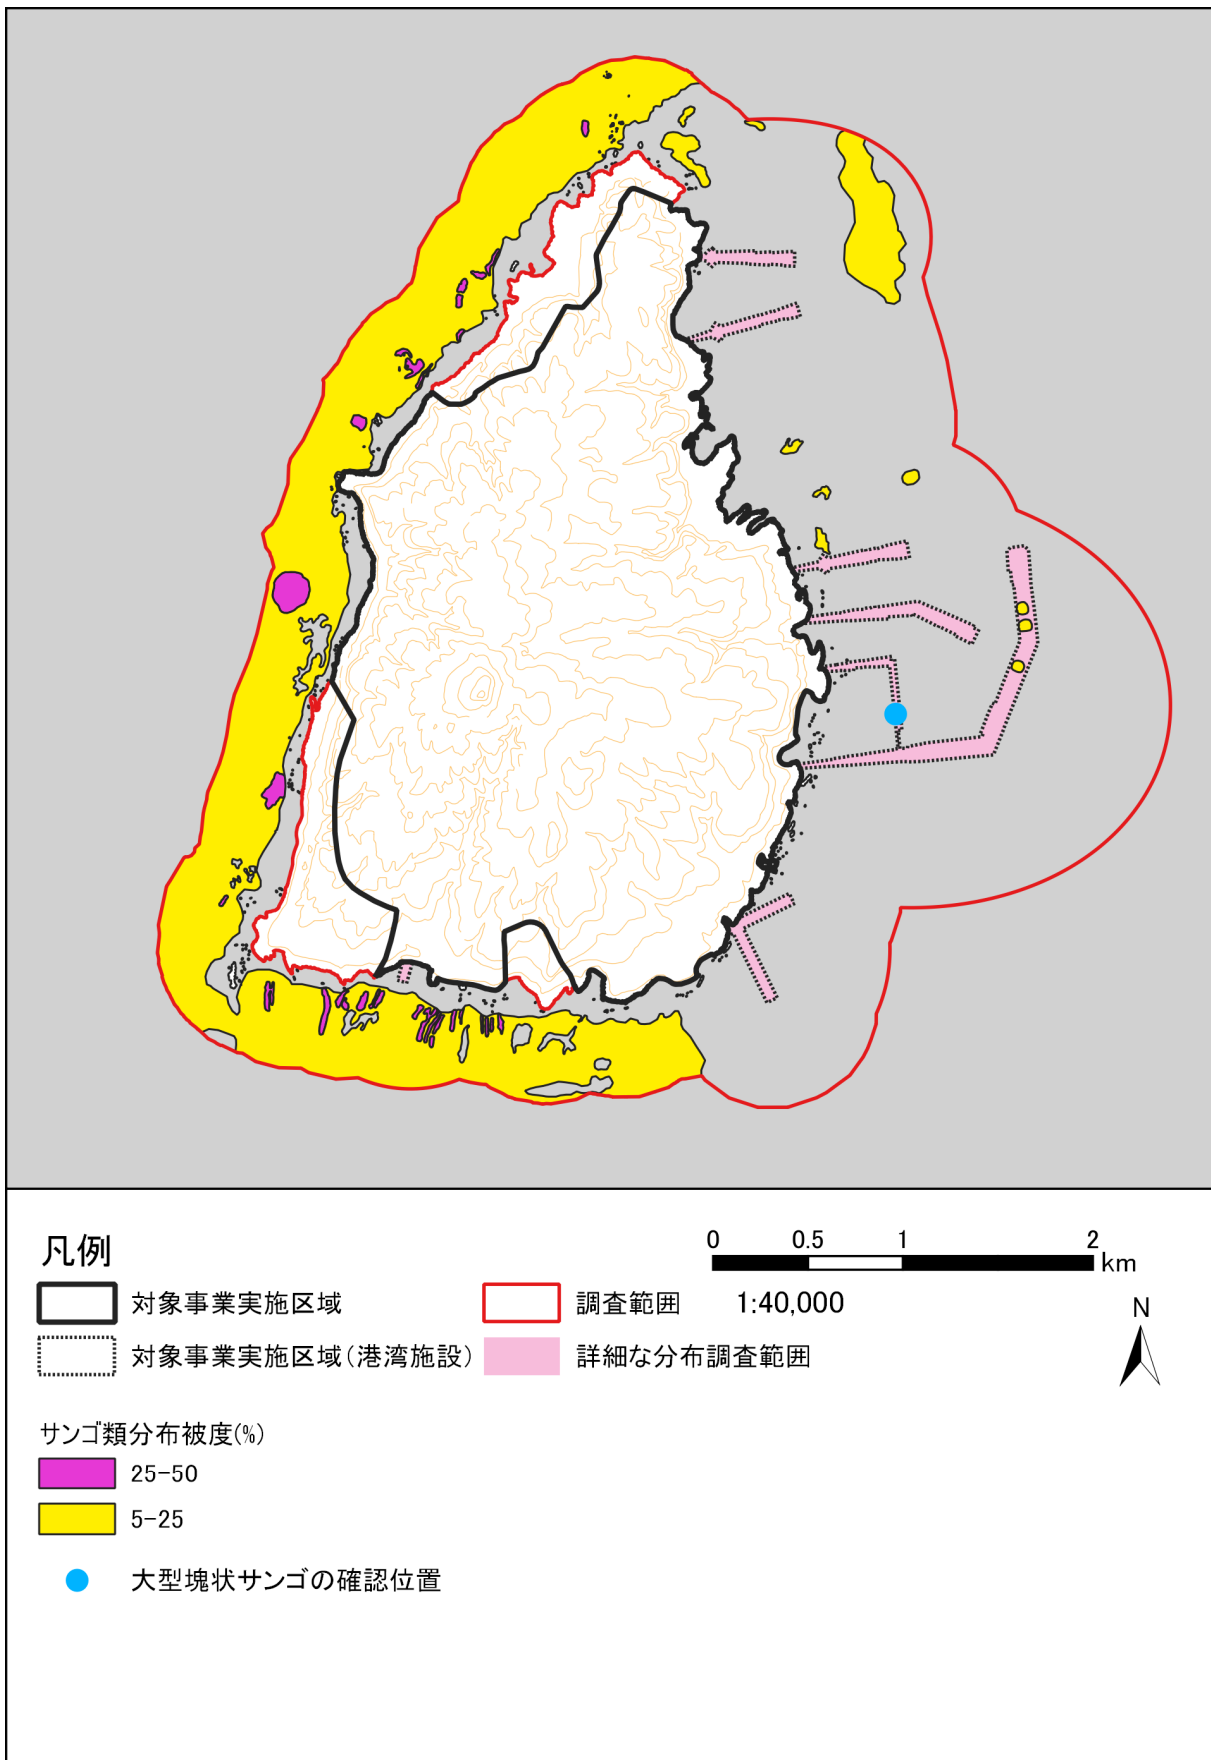 凡例
0 0.5 1 2
km
対象事業実施区域
調査範囲
1:40,000
N
対象事業実施区域(港湾施設)
詳細な分布調査範囲
サンゴ類分布被度(%)
25-50
5-25
大型塊状サンゴの確認位置